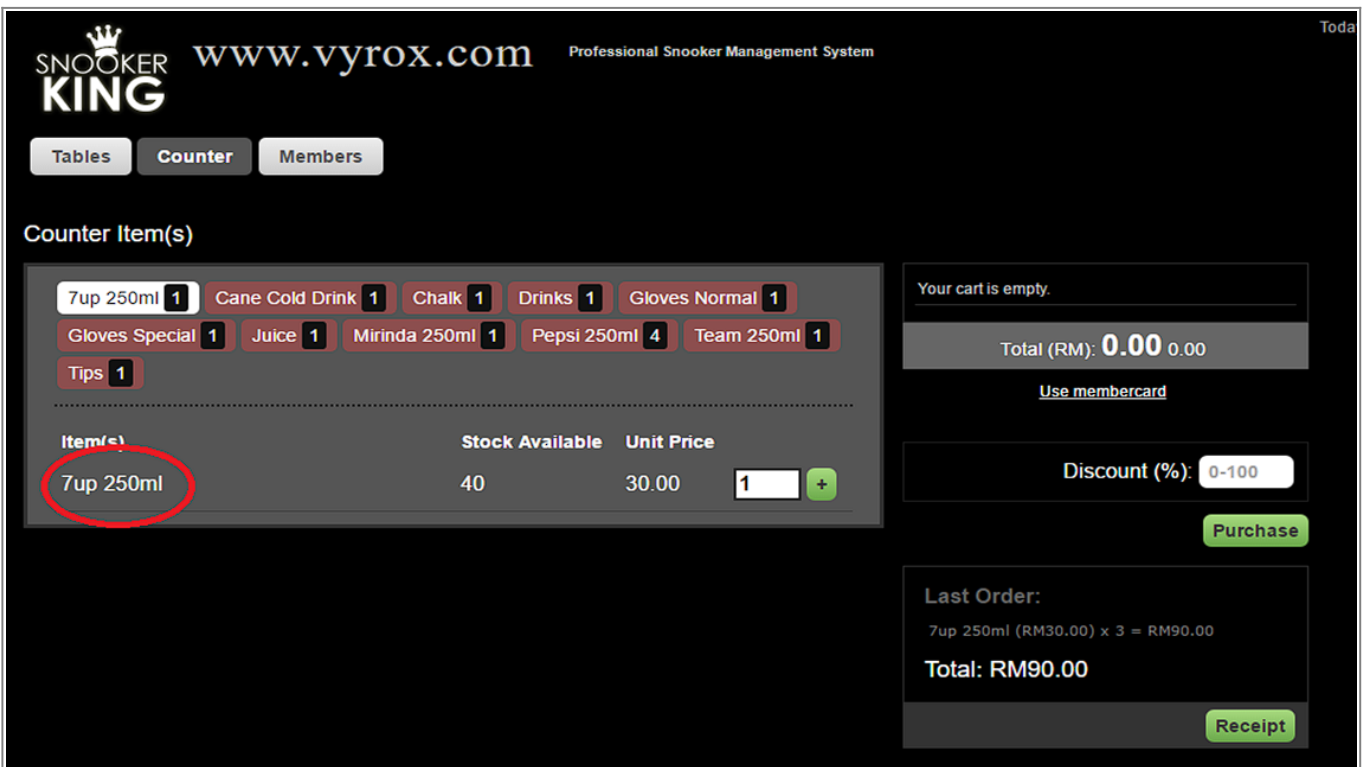 Toda
SNOOKER
KING
www.vyrox.com
Professional Snooker Management System
Tables Counter Members
Counter Item(s)
7up 250ml 1 Cane Cold Drink 1 Chalk 1 Drinks 1 Gloves Normal 1
Gloves Special 1 Juice 1 Mirinda 250ml 1 Pepsi 250ml 4 Team 250ml 1
Tips 1
Item(s) Stock Available Unit Price
7up 250ml 40 30.00 1 +
Your cart is empty.
Total (RM): 0.00 0.00
Use membercard
Discount (%): 0-100
Purchase
Last Order:
7up 250ml (RM30.00) x 3 = RM90.00
Total: RM90.00
Receipt